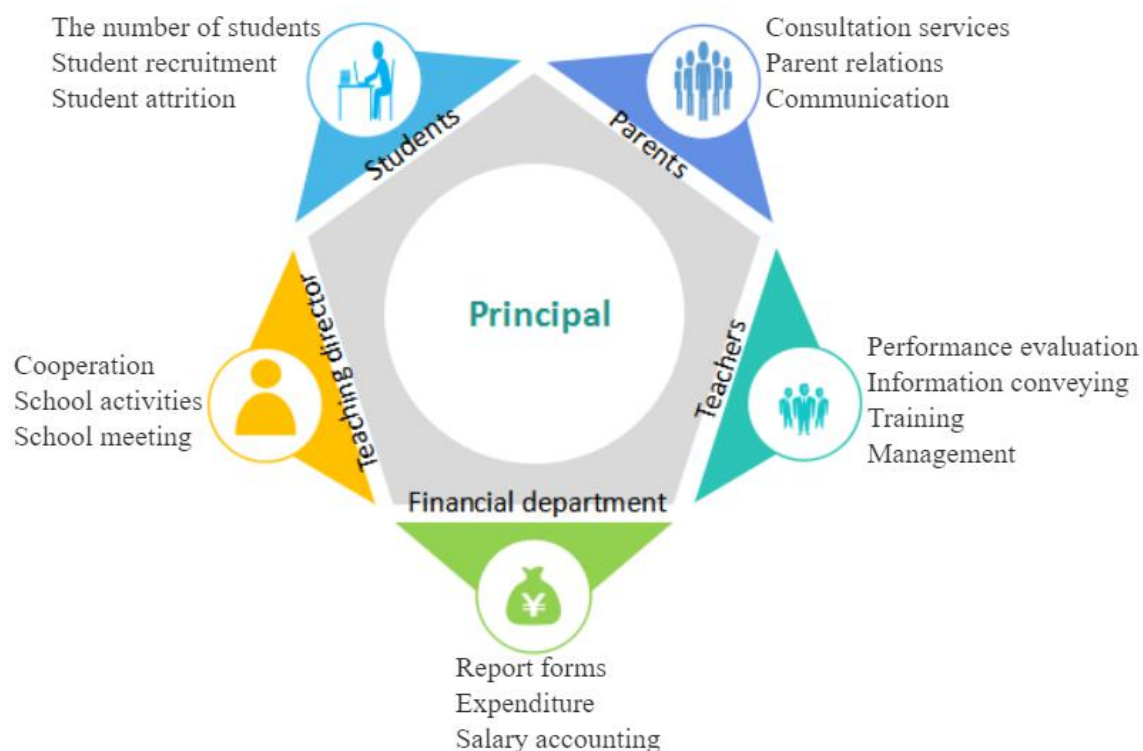 The number of students
Student recruitment
Student attrition
Consultation services
Parent relations
Communication
Students
Parents
Principal
Teaching director
Teachers
Cooperation
School activities
School meeting
Performance evaluation
Information conveying
Training
Management
Financial department
¥
Report forms
Expenditure
Salary accounting